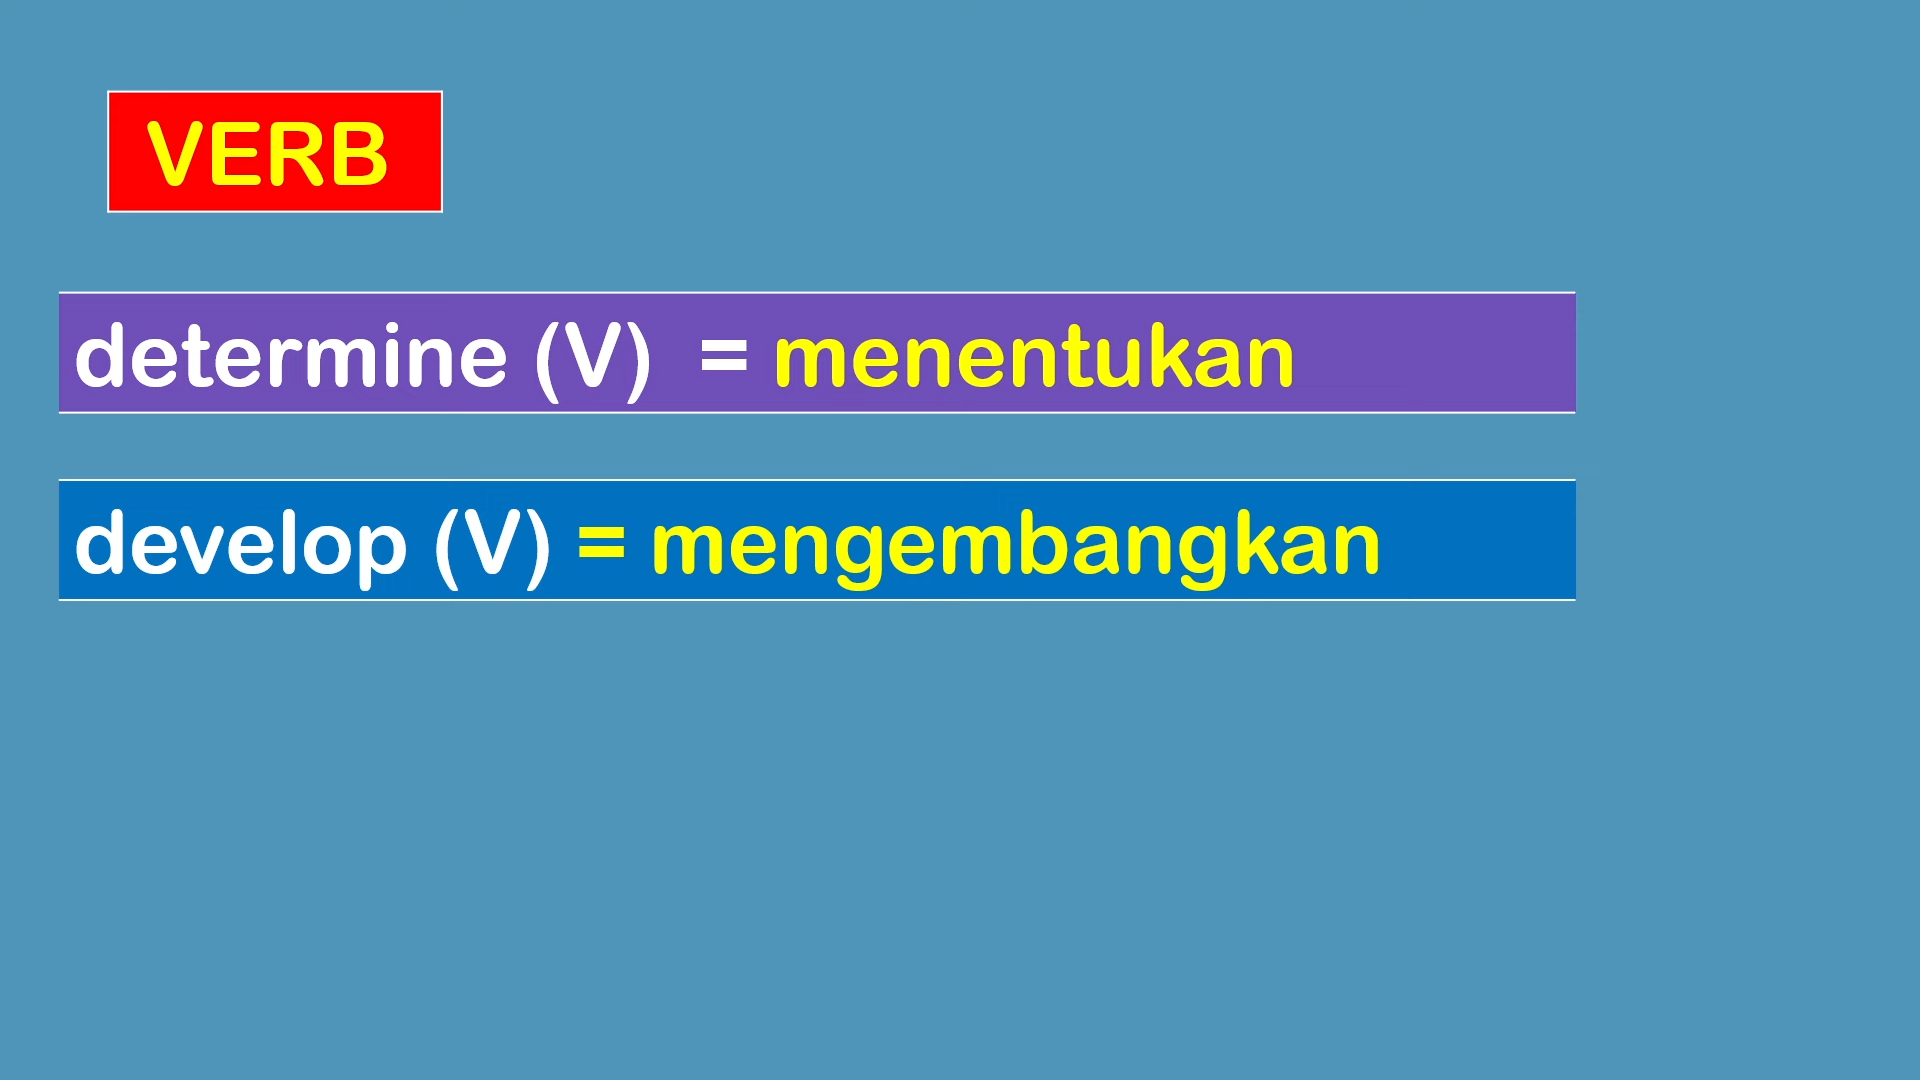 VERB
determine (V) = menentukan
develop (V) = mengembangkan